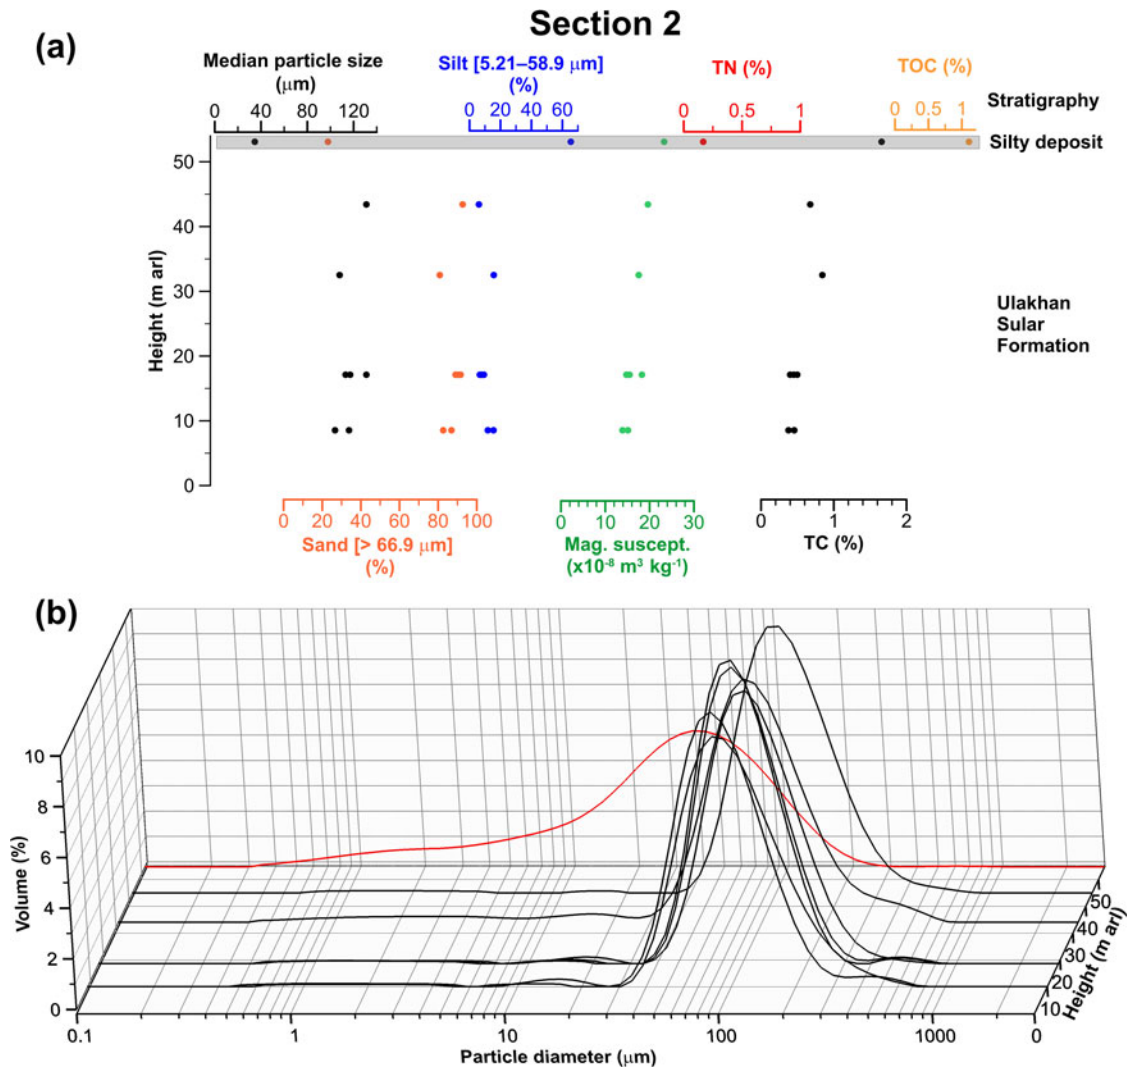 Section 2
(a)
Median particle size
(μm)
0 40 80 120
Silt [5.21–58.9 μm]
(%)
0 20 40 60
TN (%)
0 0.5 1
TOC (%)
0 0.5 1
Stratigraphy
Silty deposit
50
40
30
20
10
0
Height (m arl)
Ulakhan
Sular
Formation
0 20 40 60 80 100
Sand [> 66.9 μm]
(%)
0 10 20 30
Mag. suscept.
(x10⁻⁸ m³ kg⁻¹)
0 1 2
TC (%)
(b)
10
8
6
4
2
0
Volume (%)
50
40
30
20
10
0
Height (m arl)
0.1 1 10 100 1000
Particle diameter (μm)